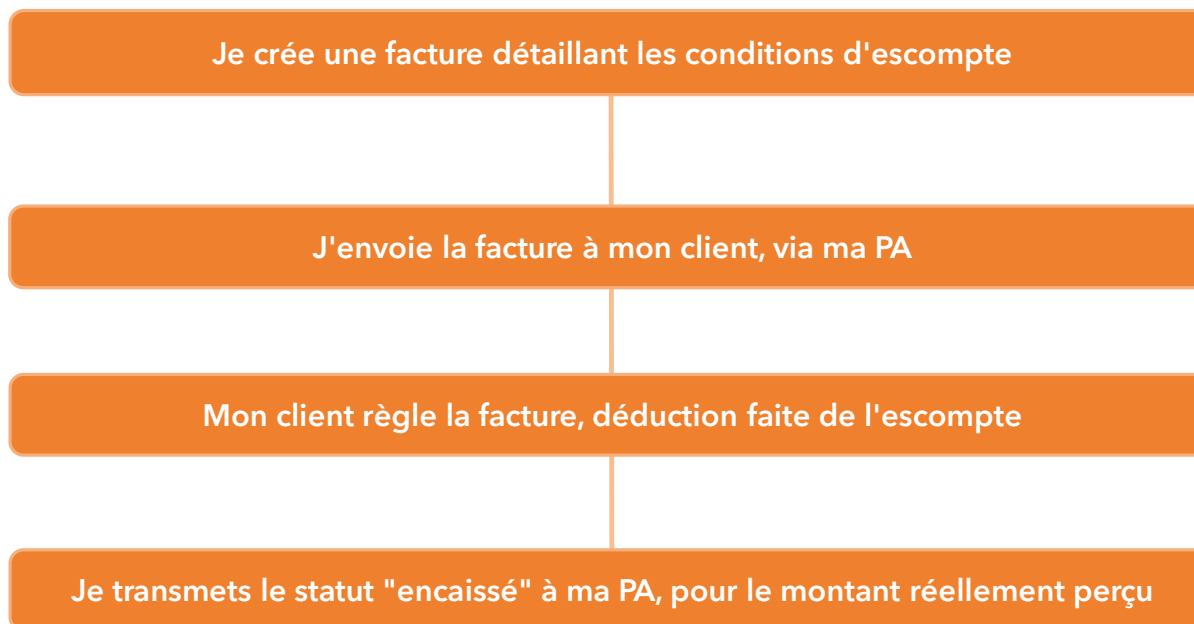 Je crée une facture détaillant les conditions d'escompte
J'envoie la facture à mon client, via ma PA
Mon client règle la facture, déduction faite de l'escompte
Je transmets le statut "encaissé" à ma PA, pour le montant réellement perçu